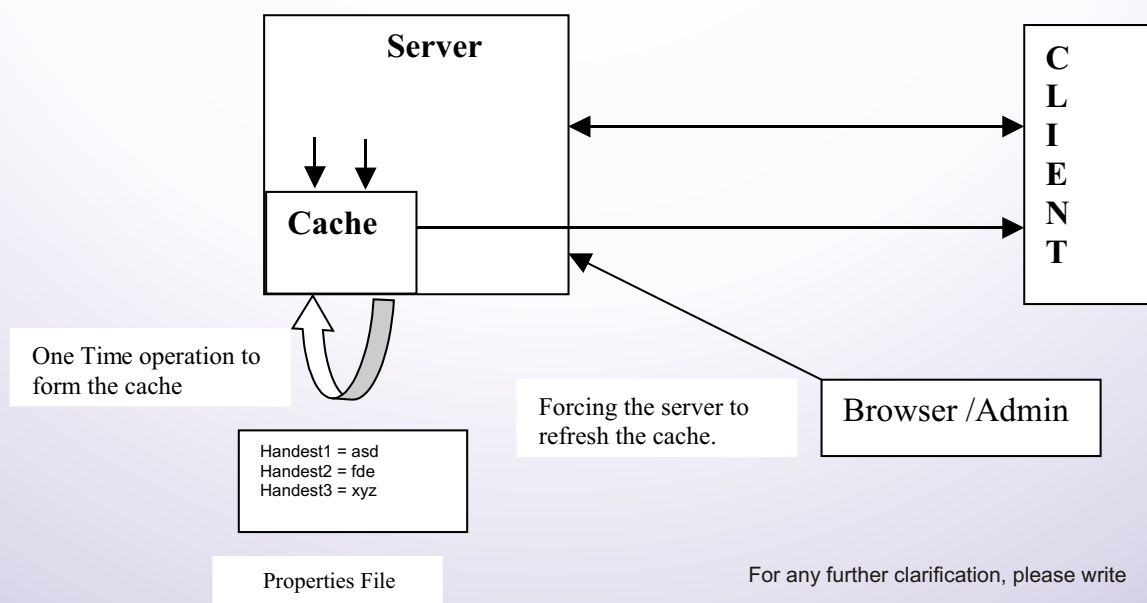 Server
CLIENT
Cache
One Time operation to
form the cache
Forcing the server to
refresh the cache.
Browser /Admin
Handest1 = asd
Handest2 = fde
Handest3 = xyz
Properties File
For any further clarification, please write